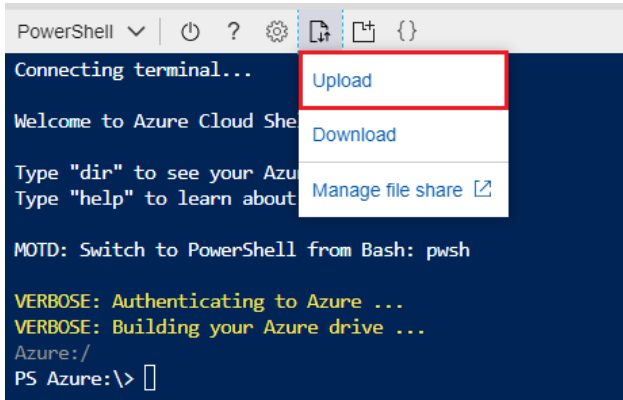 PowerShell ? {}
Connecting terminal...
Upload
Welcome to Azure Cloud She
Download
Type "dir" to see your Azu
Manage file share
Type "help" to learn about
MOTD: Switch to PowerShell from Bash: pwsh
VERBOSE: Authenticating to Azure ...
VERBOSE: Building your Azure drive ...
Azure:/
PS Azure:\>